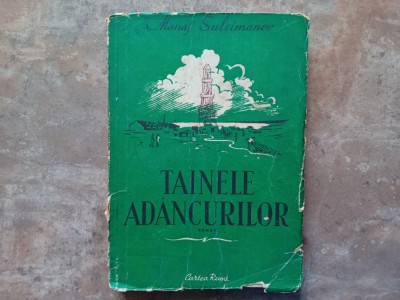 Manaf Suleimanov
TAINELE
ADÂNCURILOR
ROMAN
Cartea Rusă